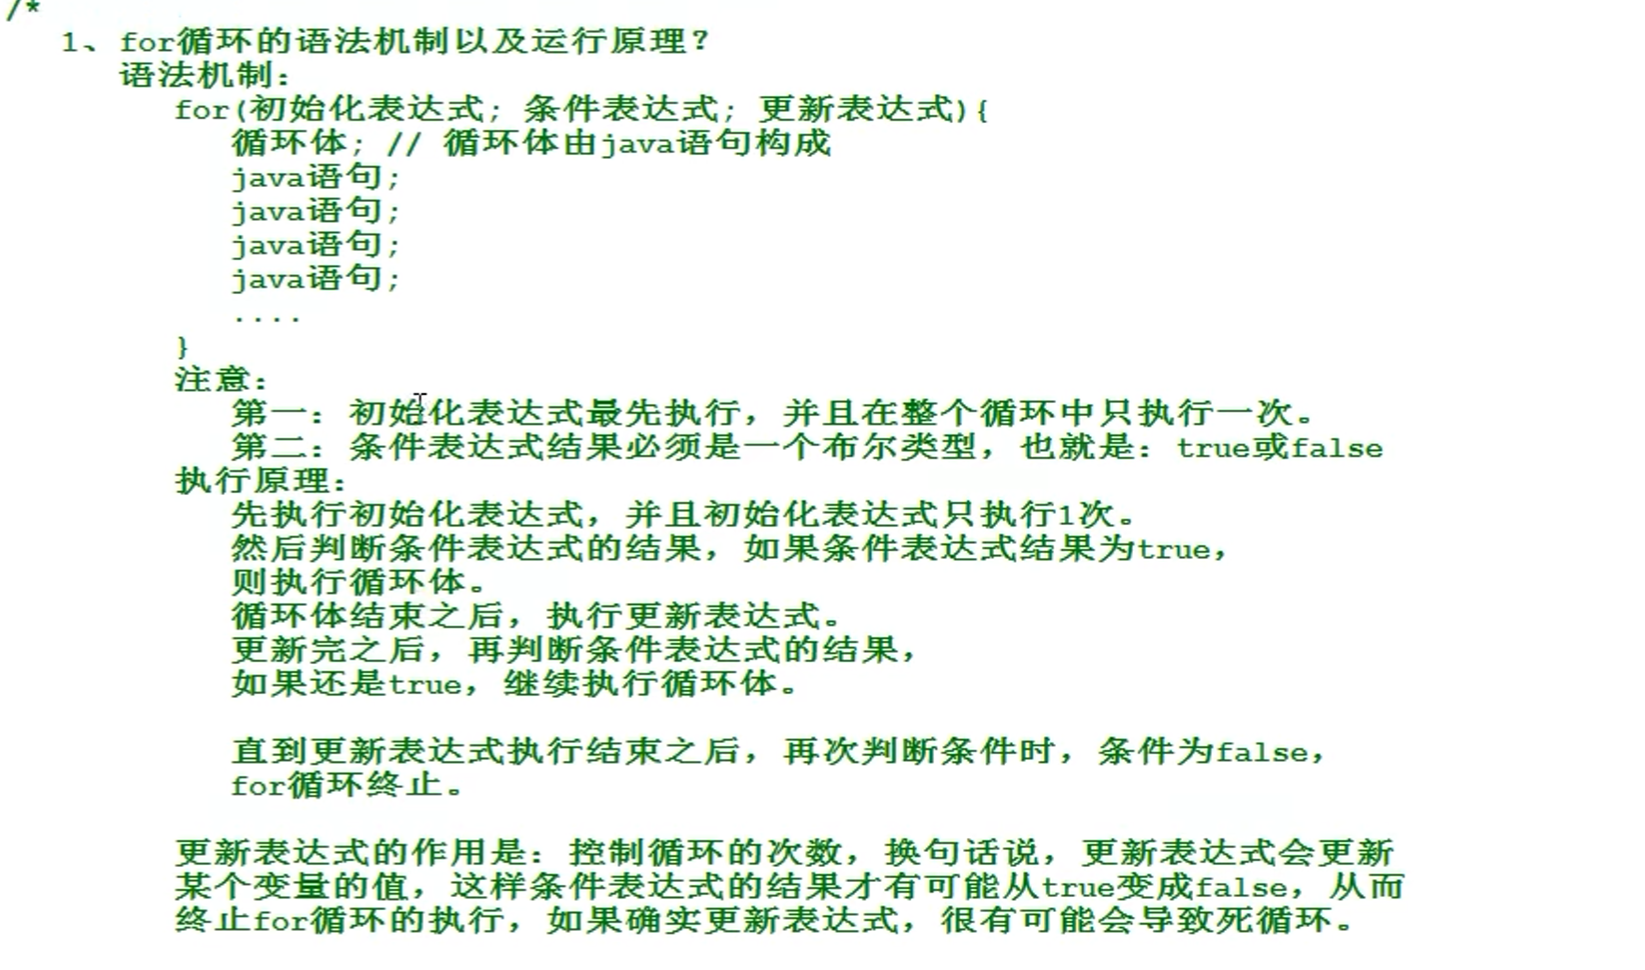 /*
1、for循环的语法机制以及运行原理？
语法机制：
for(初始化表达式; 条件表达式; 更新表达式){
循环体; // 循环体由java语句构成
java语句;
java语句;
java语句;
java语句;
....
}
注意：
第一：初始化表达式最先执行，并且在整个循环中只执行一次。
第二：条件表达式结果必须是一个布尔类型，也就是：true或false
执行原理：
先执行初始化表达式，并且初始化表达式只执行1次。
然后判断条件表达式的结果，如果条件表达式结果为true，
则执行循环体。
循环体结束之后，执行更新表达式。
更新完之后，再判断条件表达式的结果，
如果还是true，继续执行循环体。
直到更新表达式执行结束之后，再次判断条件时，条件为false，
for循环终止。
更新表达式的作用是：控制循环的次数，换句话说，更新表达式会更新
某个变量的值，这样条件表达式的结果才有可能从true变成false，从而
终止for循环的执行，如果确实更新表达式，很有可能会导致死循环。